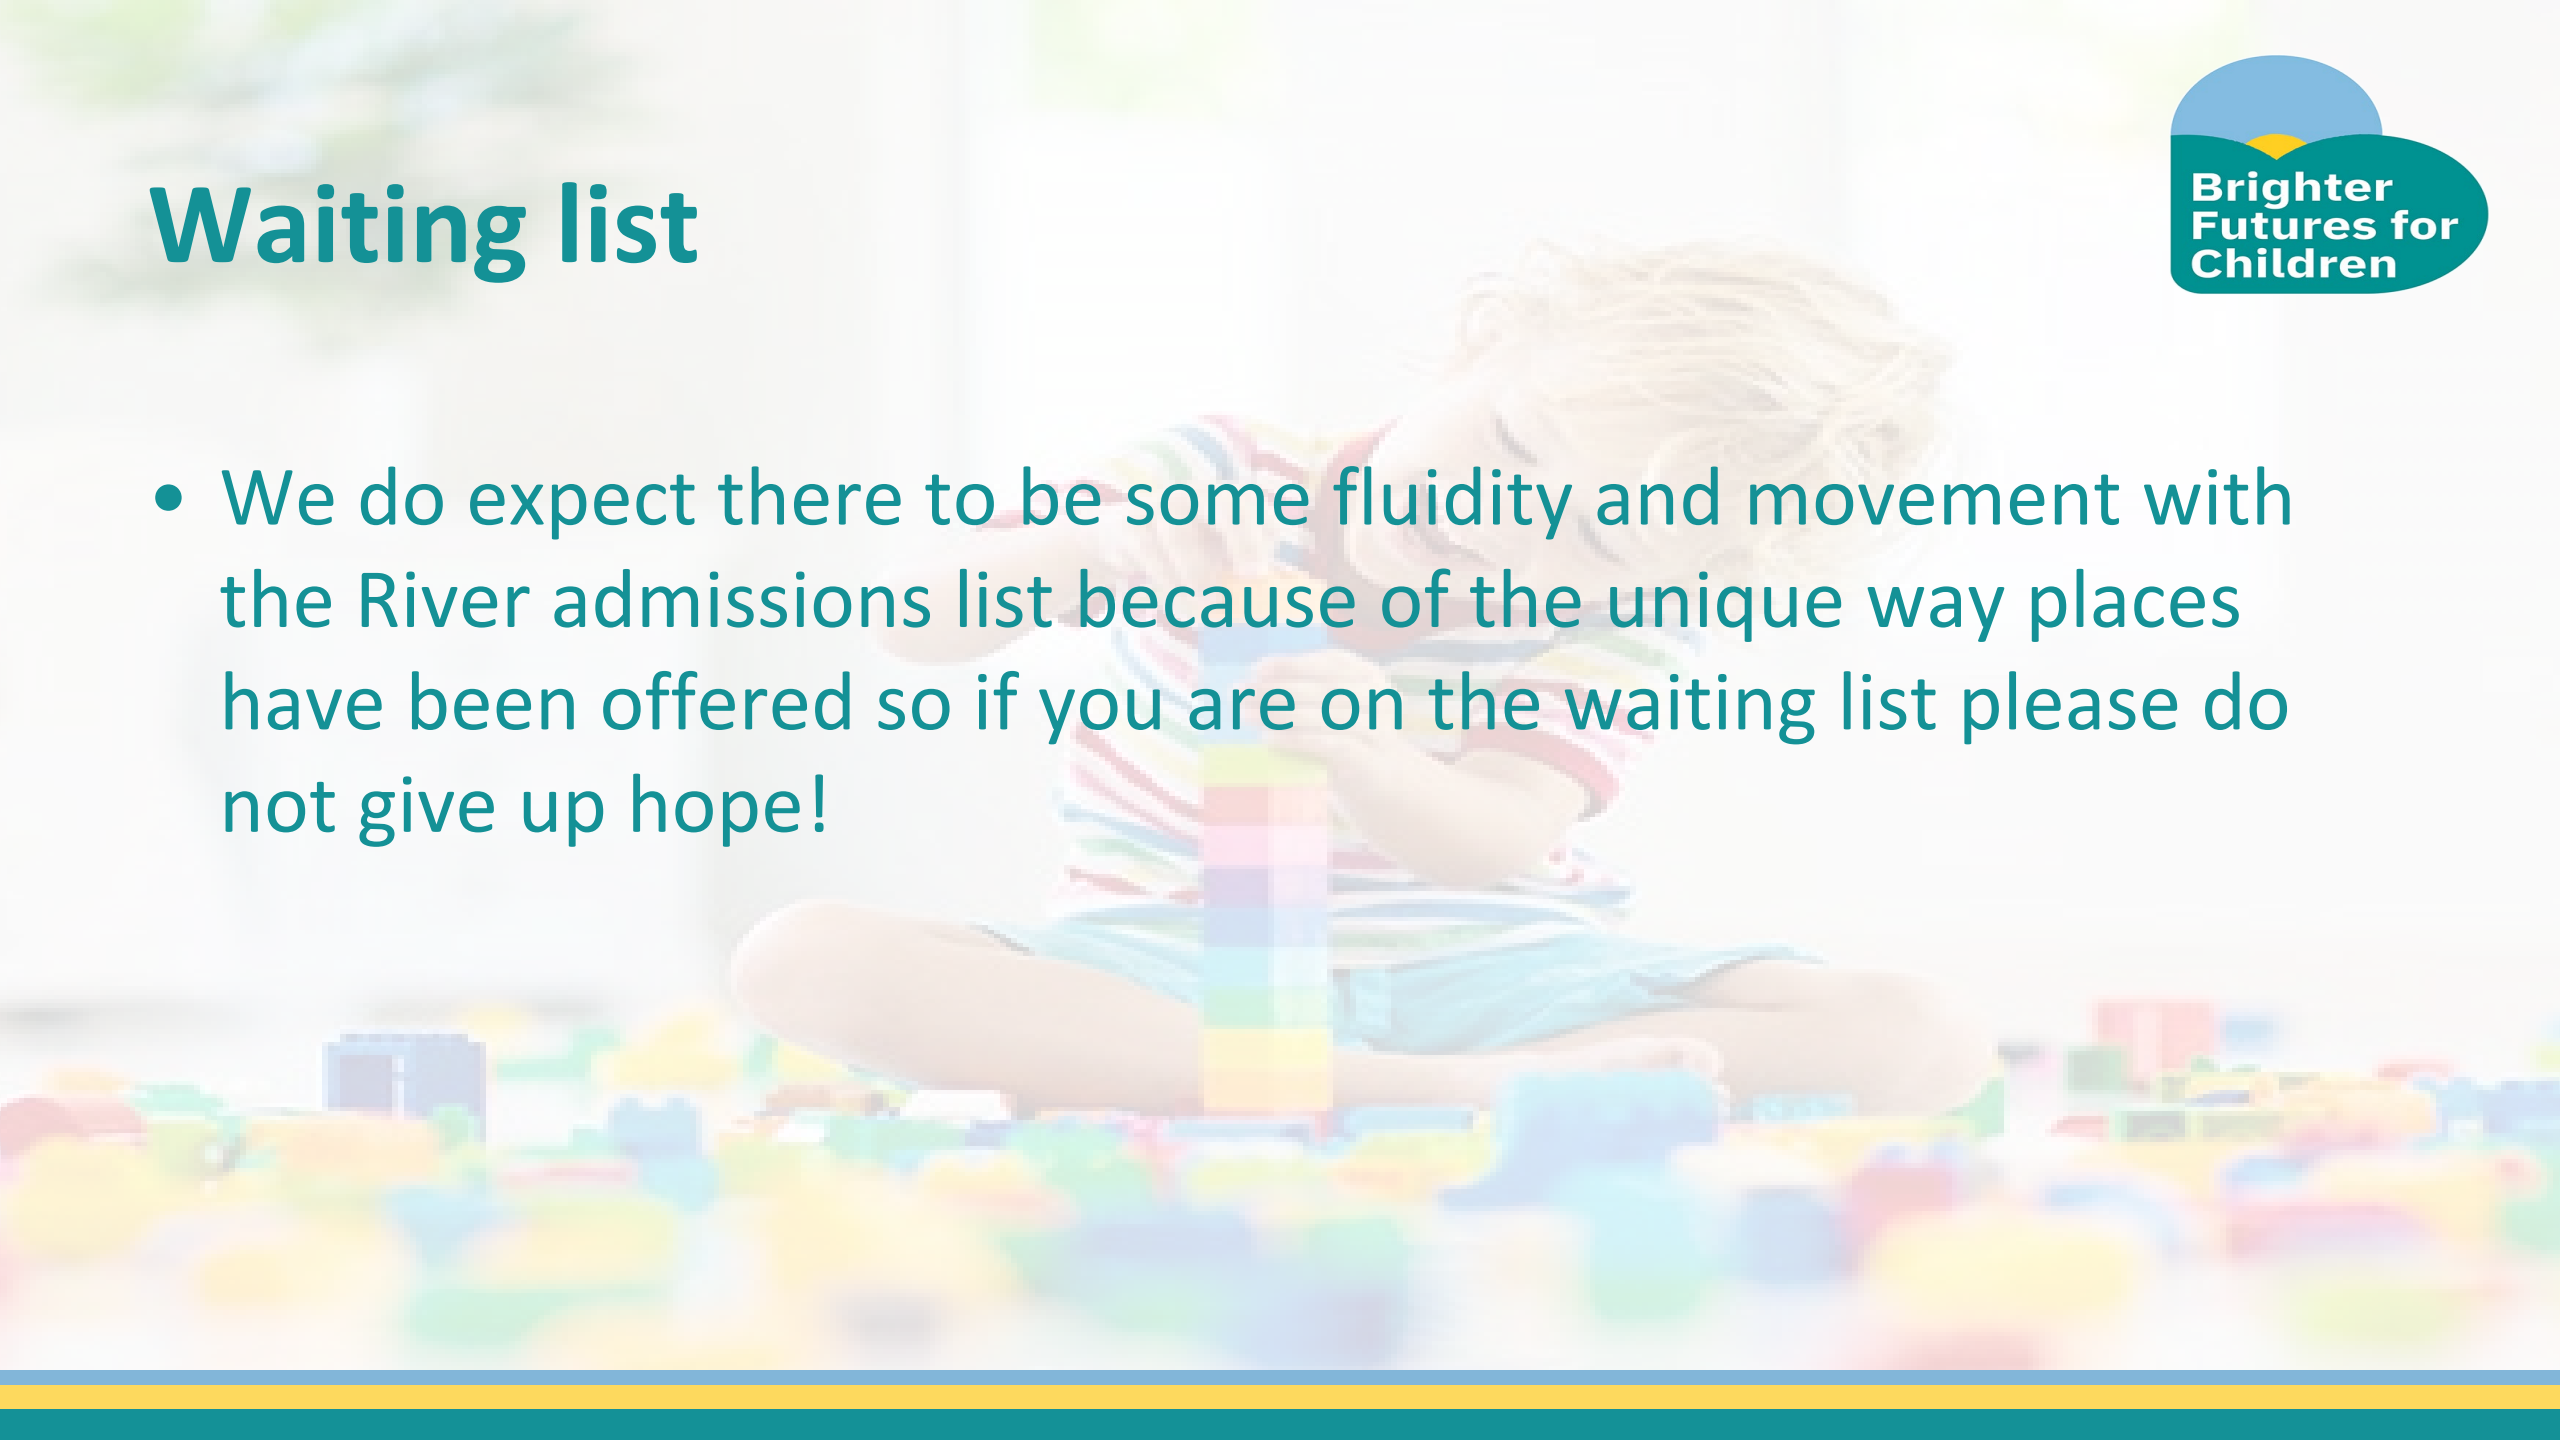 Brighter
Futures for
Children
Waiting list
• We do expect there to be some fluidity and movement with
the River admissions list because of the unique way places
have been offered so if you are on the waiting list please do
not give up hope!